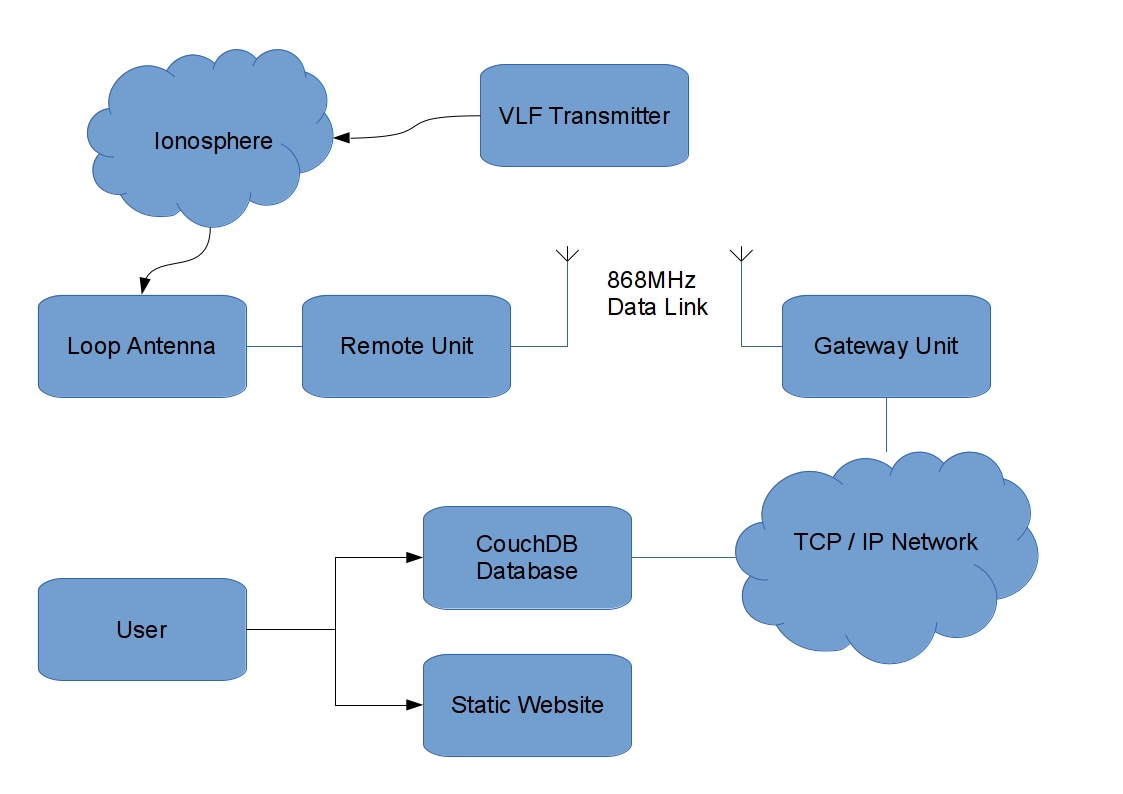 VLF Transmitter
Ionosphere
868MHz
Data Link
Loop Antenna
Remote Unit
Gateway Unit
CouchDB
Database
TCP / IP Network
User
Static Website